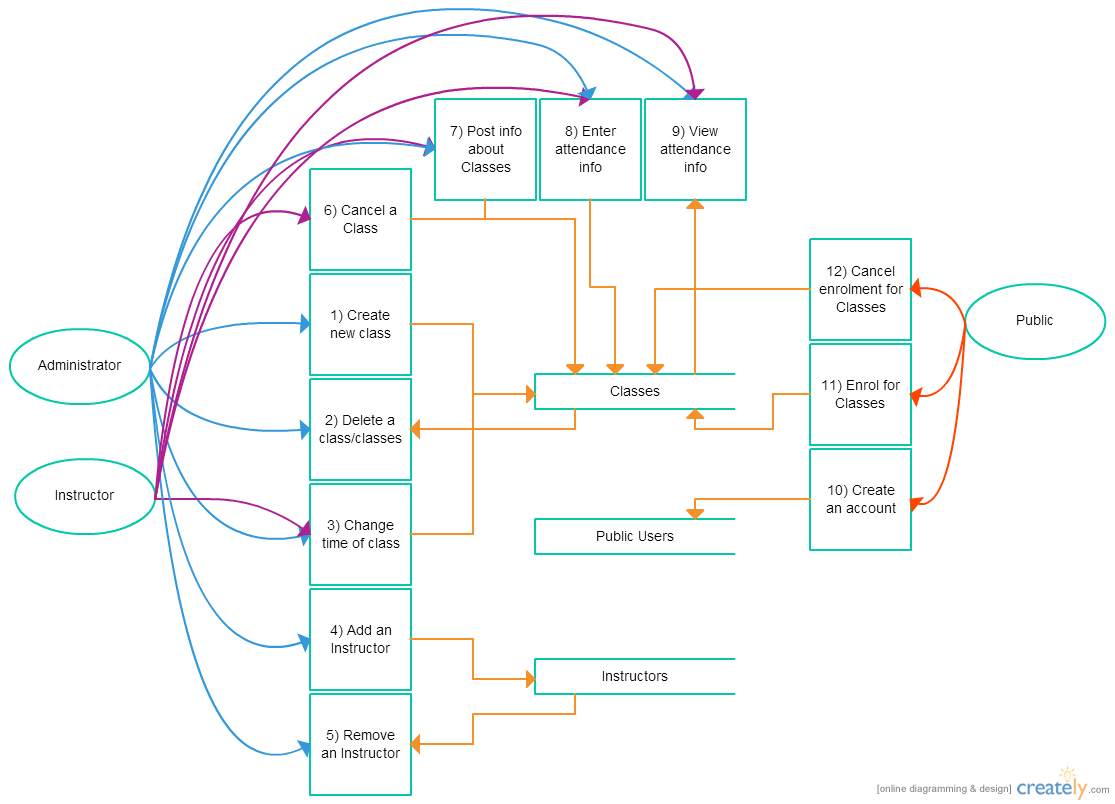 7) Post info
about
Classes
8) Enter
attendance
info
9) View
attendance
info
6) Cancel a
Class
12) Cancel
enrolment for
Classes
Public
1) Create
new class
Administrator
Classes
11) Enrol for
Classes
2) Delete a
class/classes
Instructor
10) Create
an account
3) Change
time of class
Public Users
4) Add an
Instructor
Instructors
5) Remove
an Instructor
[online diagramming & design] creately.com